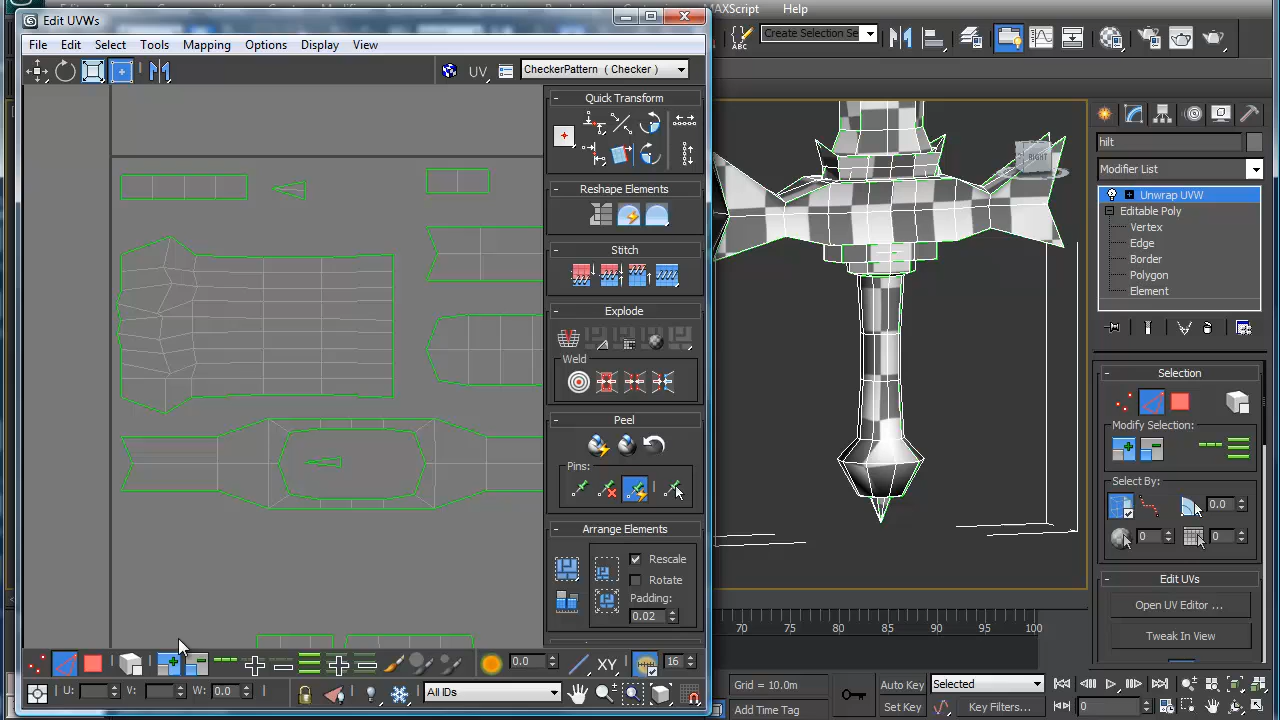 Edit UVWs
MAXScript
Help
File Edit Select Tools Mapping Options Display View
ABC
Create Selection Se
UV
CheckerPattern ( Checker )
Quick Transform
Reshape Elements
Stitch
Explode
Weld
Peel
Pins:
Arrange Elements
Rescale
Rotate
Padding:
0.02
RIGHT
hilt
Modifier List
Unwrap UVW
Editable Poly
Vertex
Edge
Border
Polygon
Element
Selection
Modify Selection:
Select By:
0.0
0
0
Edit UVs
Open UV Editor ...
Tweak In View
70 75 80 85 90 95 100
0.0
XY
16
U:
V:
W: 0.0
All IDs
Grid = 10.0m
Add Time Tag
Auto Key
Selected
Set Key
Key Filters...
0